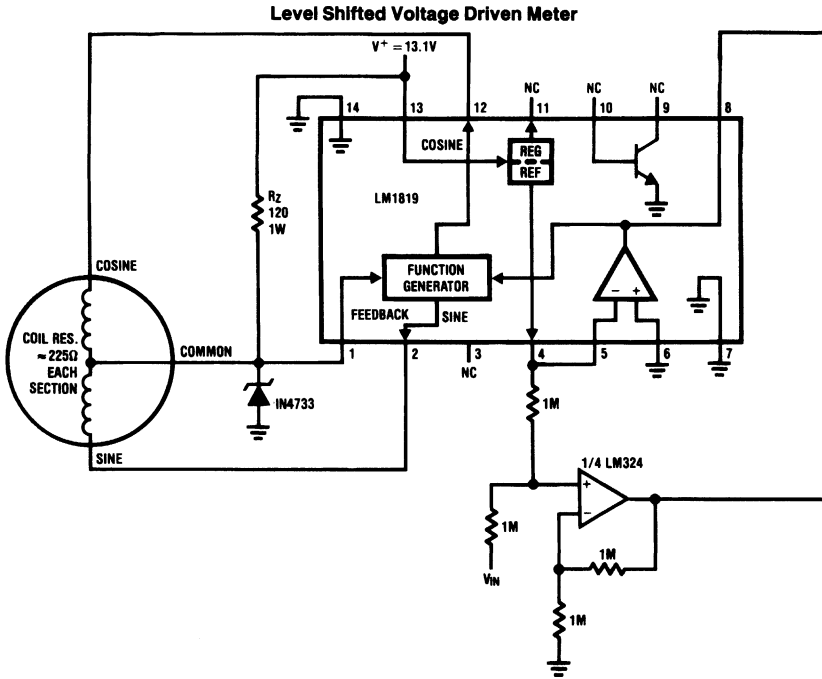 Level Shifted Voltage Driven Meter
V+ = 13.1V
NC
NC
NC
14
13
12
11
10
9
8
COSINE
REG
REF
RZ
120
1W
LM1819
COSINE
FUNCTION
GENERATOR
- +
FEEDBACK
SINE
COIL RES.
≈ 225Ω
EACH
SECTION
COMMON
1
2
3
4
5
6
7
NC
IN4733
1M
SINE
1/4 LM324
+
−
1M
1M
VIN
1M